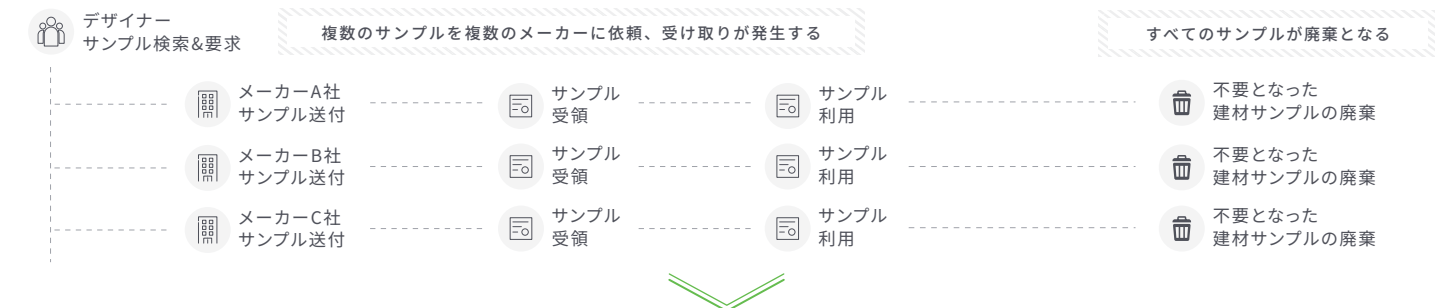 デザイナー
サンプル検索&要求
複数のサンプルを複数のメーカーに依頼、受け取りが発生する
すべてのサンプルが廃棄となる
メーカーA社
サンプル送付
サンプル
受領
サンプル
利用
不要となった
建材サンプルの廃棄
メーカーB社
サンプル送付
サンプル
受領
サンプル
利用
不要となった
建材サンプルの廃棄
メーカーC社
サンプル送付
サンプル
受領
サンプル
利用
不要となった
建材サンプルの廃棄